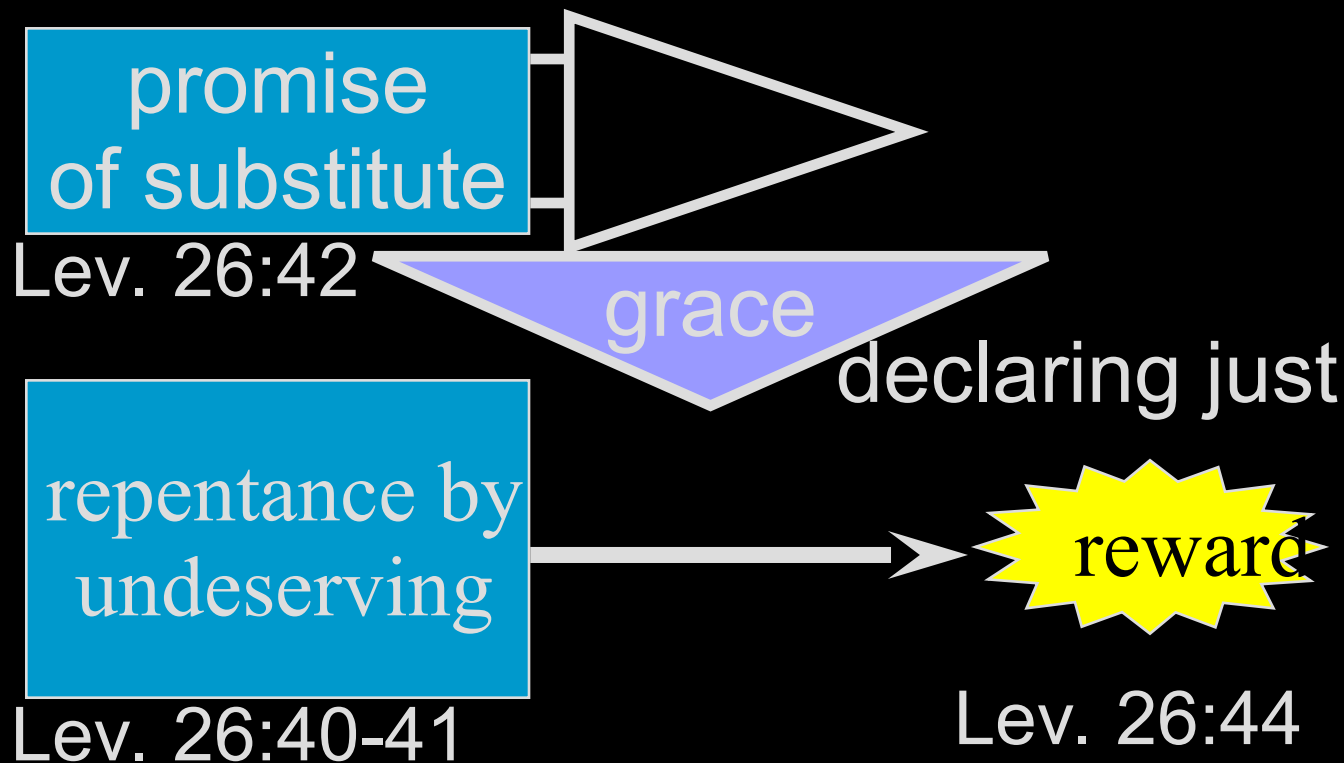 promise
of substitute
Lev. 26:42
grace
declaring just
repentance by
undeserving
reward
Lev. 26:40-41
Lev. 26:44